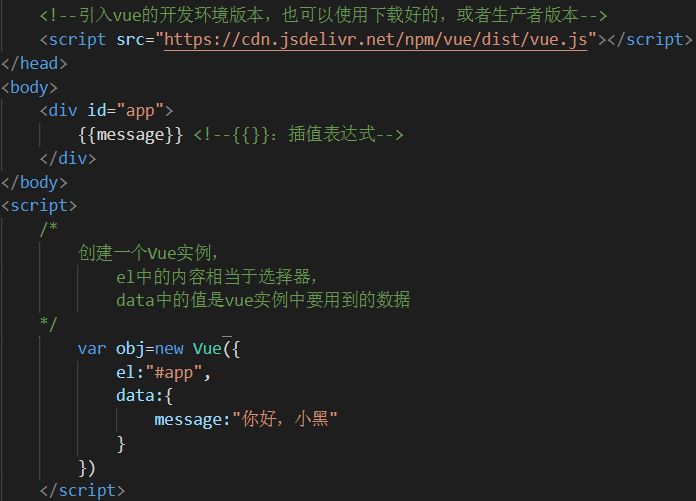 <!--引入vue的开发环境版本，也可以使用下载好的，或者生产者版本-->
<script src="https://cdn.jsdelivr.net/npm/vue/dist/vue.js"></script>
</head>
<body>
<div id="app">
{{message}} <!--{{}}：插值表达式-->
</div>
</body>
<script>
/*
创建一个Vue实例，
el中的内容相当于选择器，
data中的值是vue实例中要用到的数据
*/
var obj=new Vue({
el:"#app",
data:{
message:"你好，小黑"
}
})
</script>